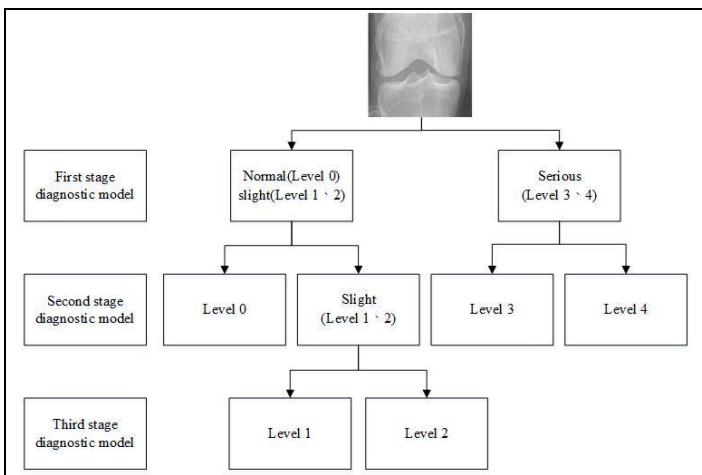 First stage
diagnostic model
Normal(Level 0)
slight(Level 1、2)
Serious
(Level 3、4)
Second stage
diagnostic model
Level 0
Slight
(Level 1、2)
Level 3
Level 4
Third stage
diagnostic model
Level 1
Level 2